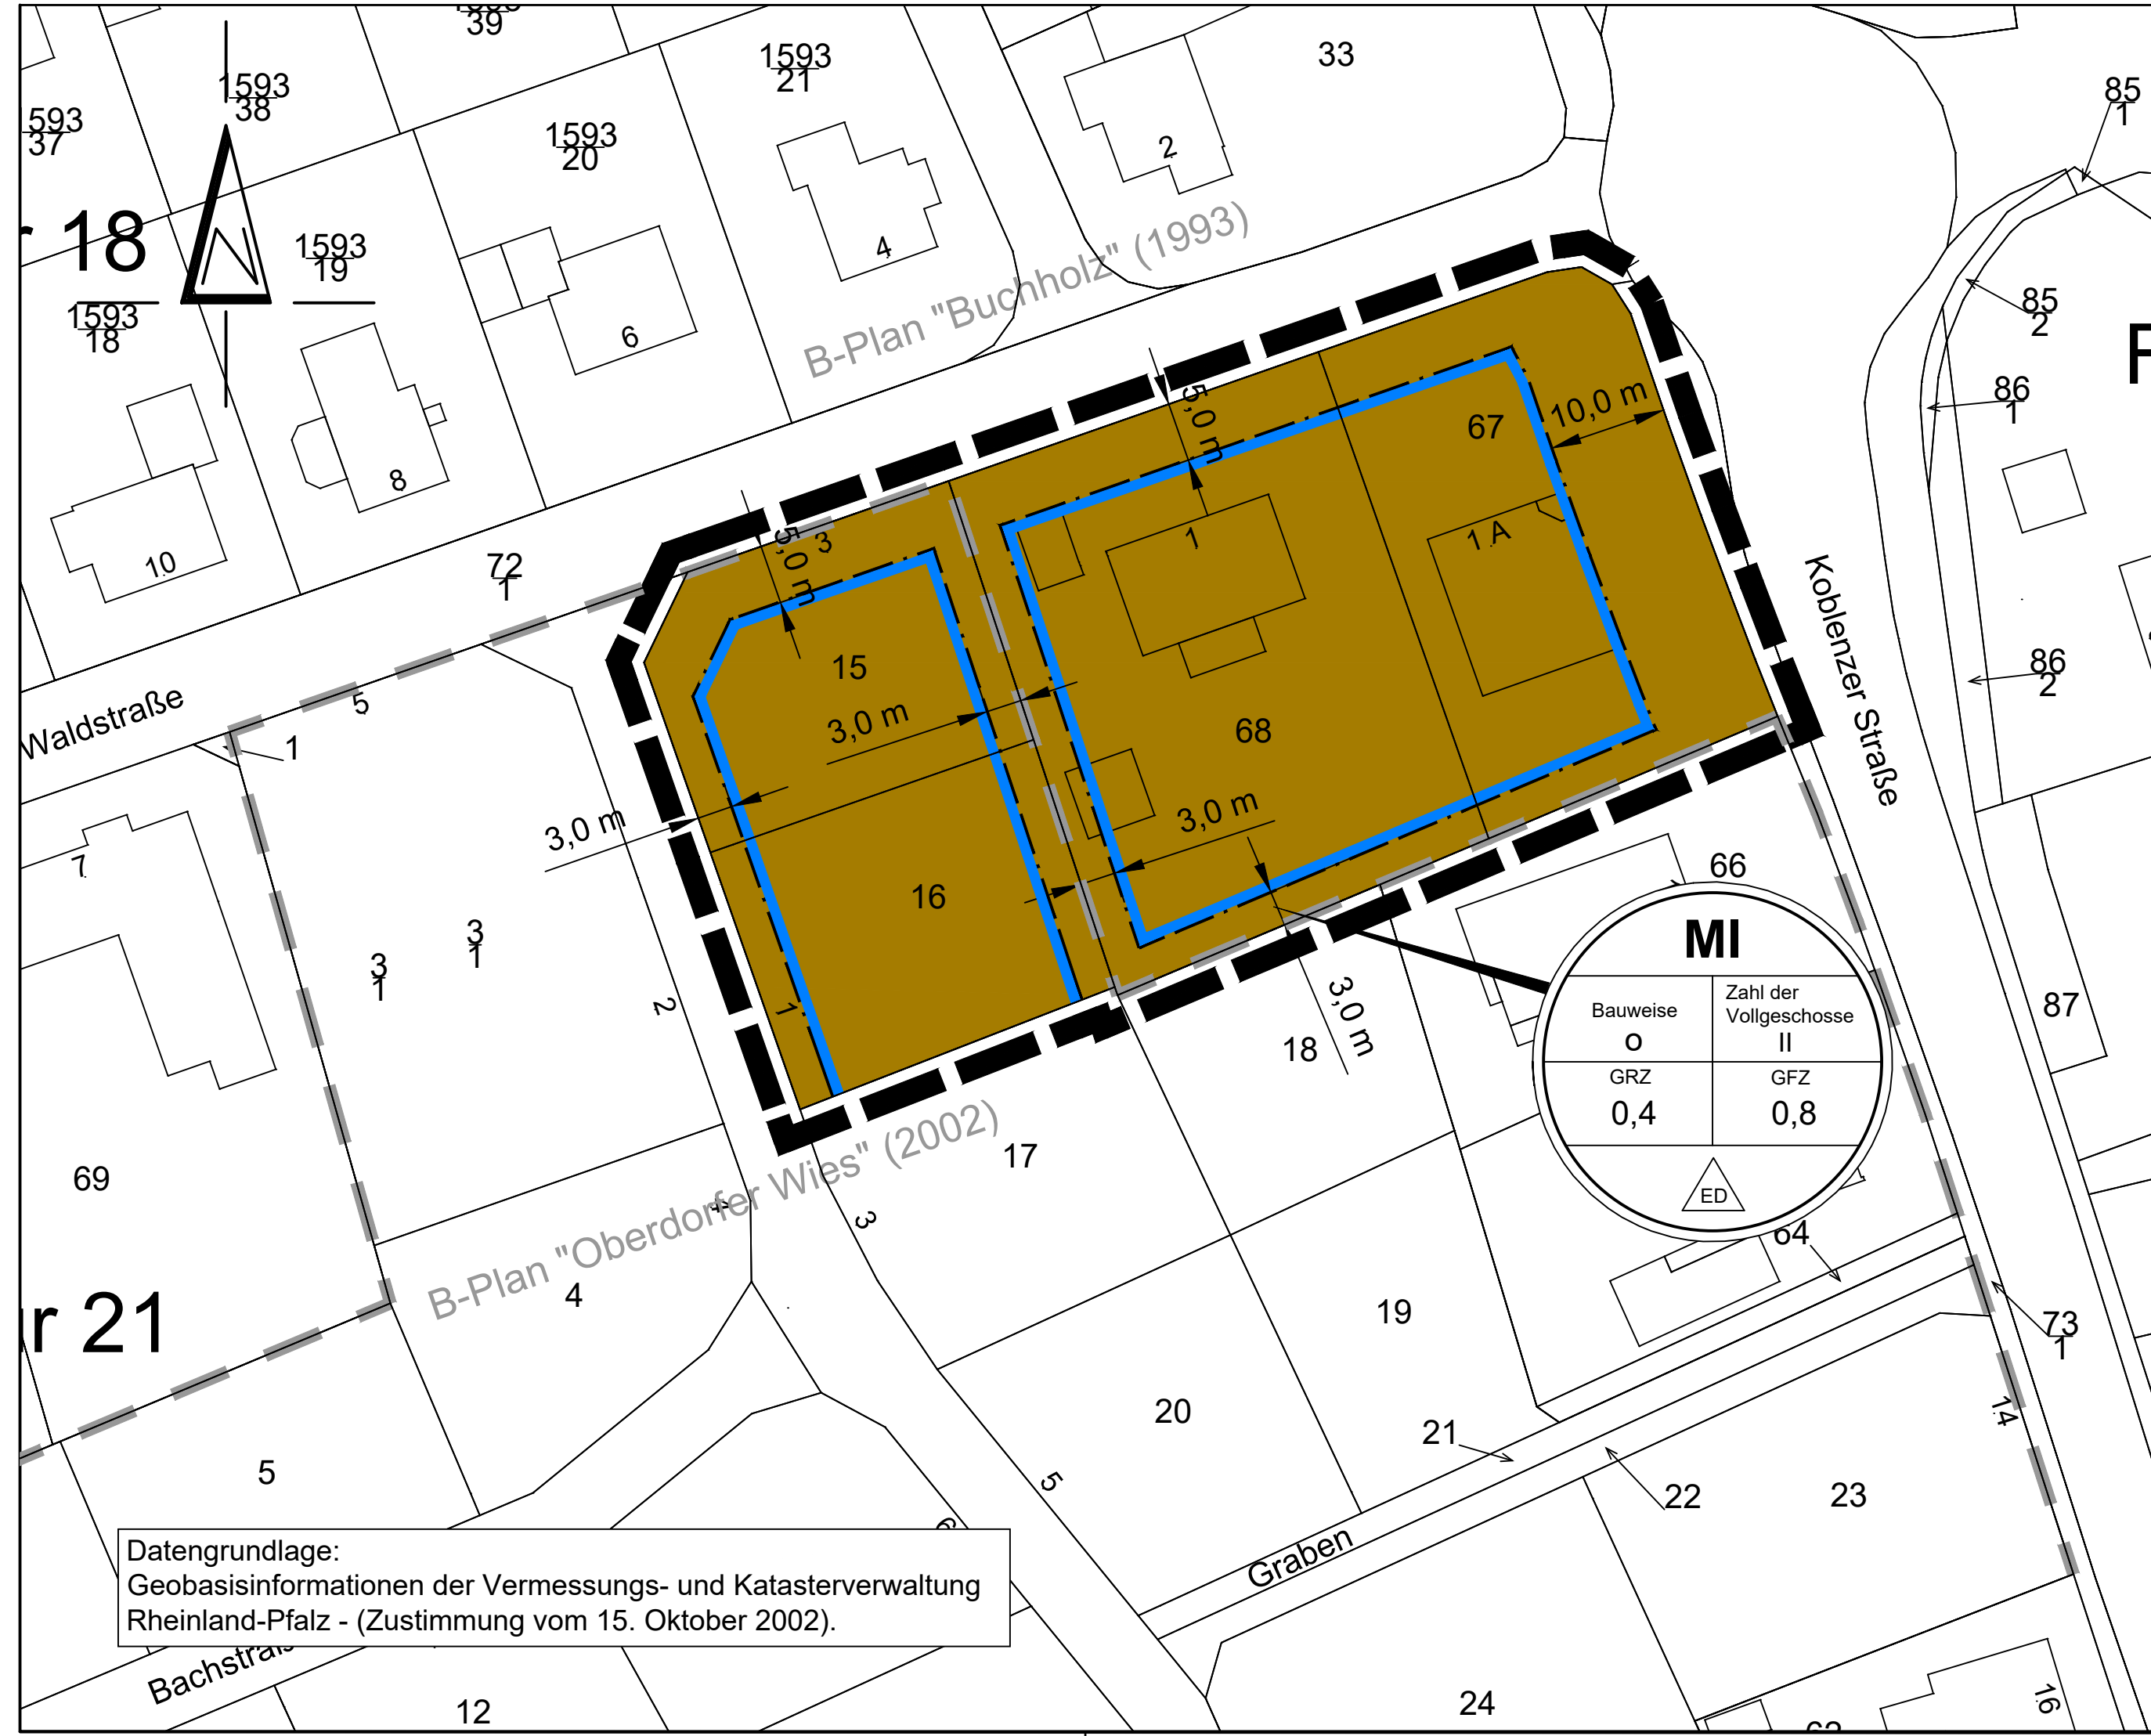 39
1593
38
1593
21
33
85
1
593
37
1593
20
2
r 18
1593
19
4
B-Plan "Buchholz" (1993)
85
2
1593
18
6
86
1
5,0 m
67
10,0 m
8
10
72
1
5,0 m
3
1
1 A
Koblenzer Straße
15
86
2
Waldstraße
5
1
3,0 m
68
3,0 m
3,0 m
7
66
16
3
1
3
1
2
1
3,0 m
18
87
MI
Bauweise
o
Zahl der
Vollgeschosse
II
GRZ
0,4
GFZ
0,8
ED
17
69
4
3
B-Plan "Oberdorfer Wies" (2002)
64
4
r 21
19
73
1
20
21
14
5
5
22
23
6
Datengrundlage:
Geobasisinformationen der Vermessungs- und Katasterverwaltung
Rheinland-Pfalz - (Zustimmung vom 15. Oktober 2002).
Graben
12
24
16